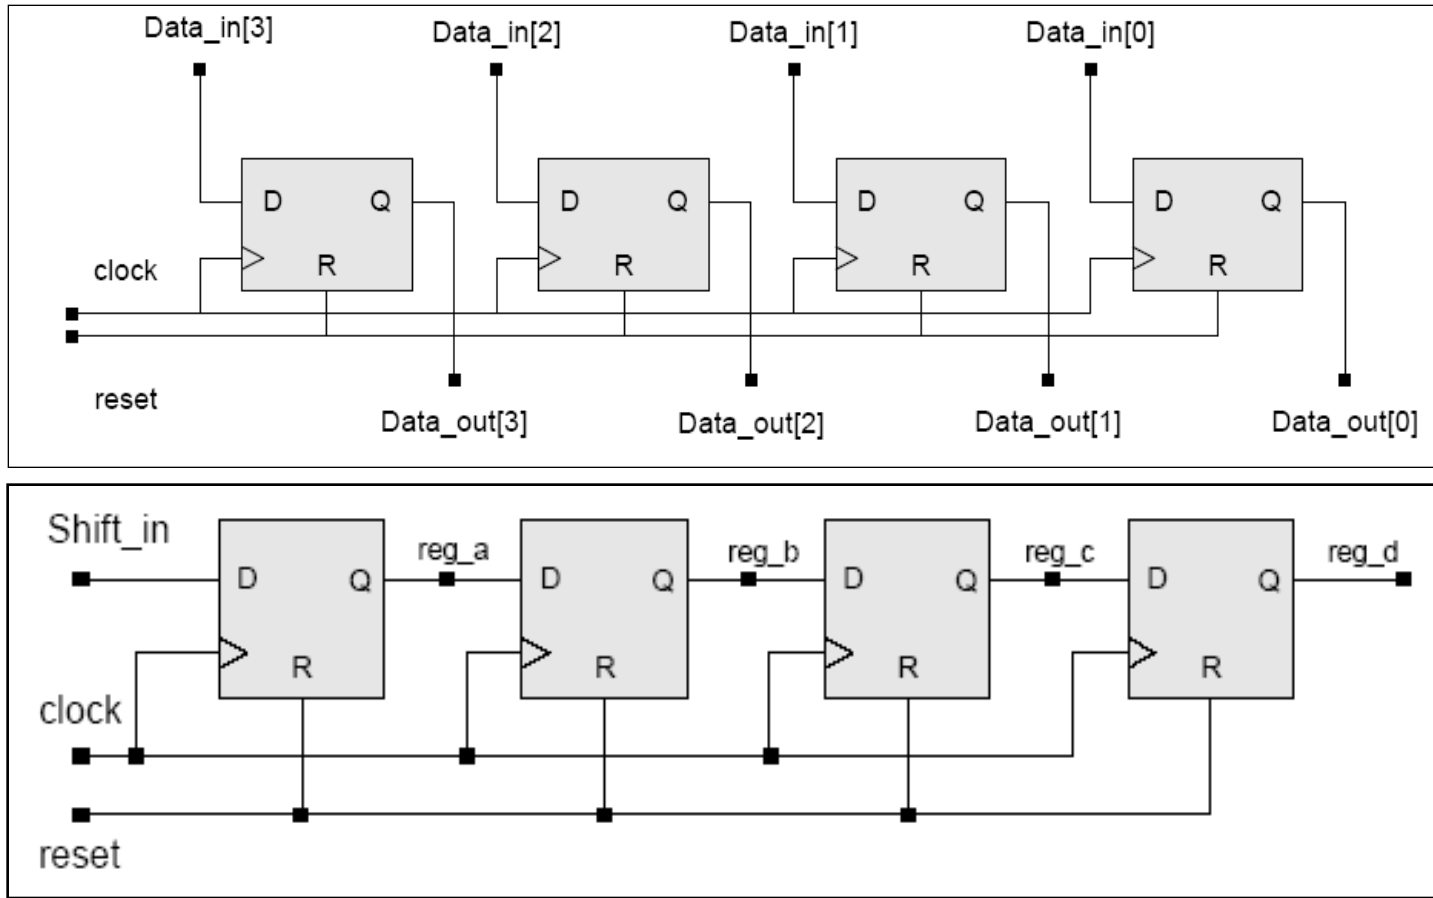 Data_in[3] Data_in[2] Data_in[1] Data_in[0]
D Q D Q D Q D Q
clock R R R R
reset
Data_out[3] Data_out[2] Data_out[1] Data_out[0]
Shift_in reg_a reg_b reg_c reg_d
D Q D Q D Q D Q
R R R R
clock
reset